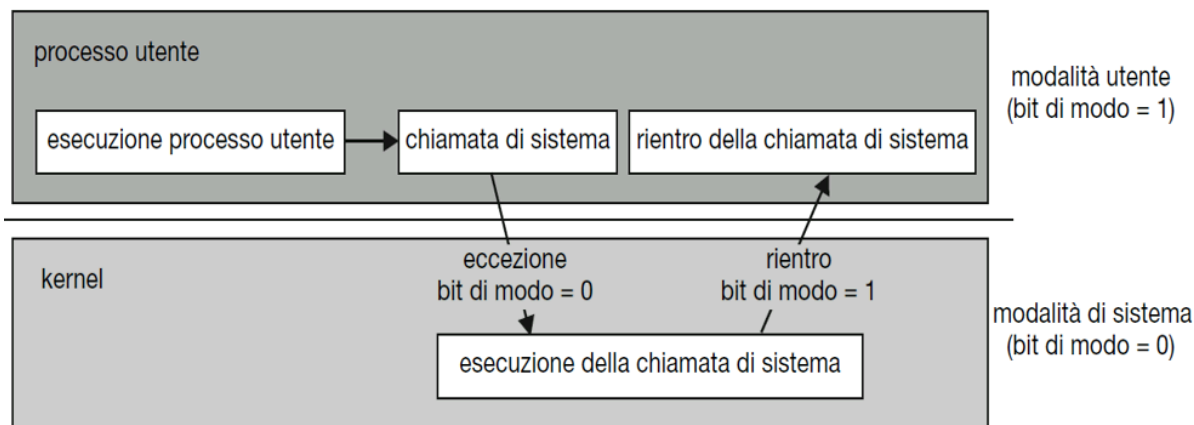 processo utente
modalità utente
(bit di modo = 1)
esecuzione processo utente
chiamata di sistema
rientro della chiamata di sistema
kernel
eccezione
bit di modo = 0
rientro
bit di modo = 1
modalità di sistema
(bit di modo = 0)
esecuzione della chiamata di sistema